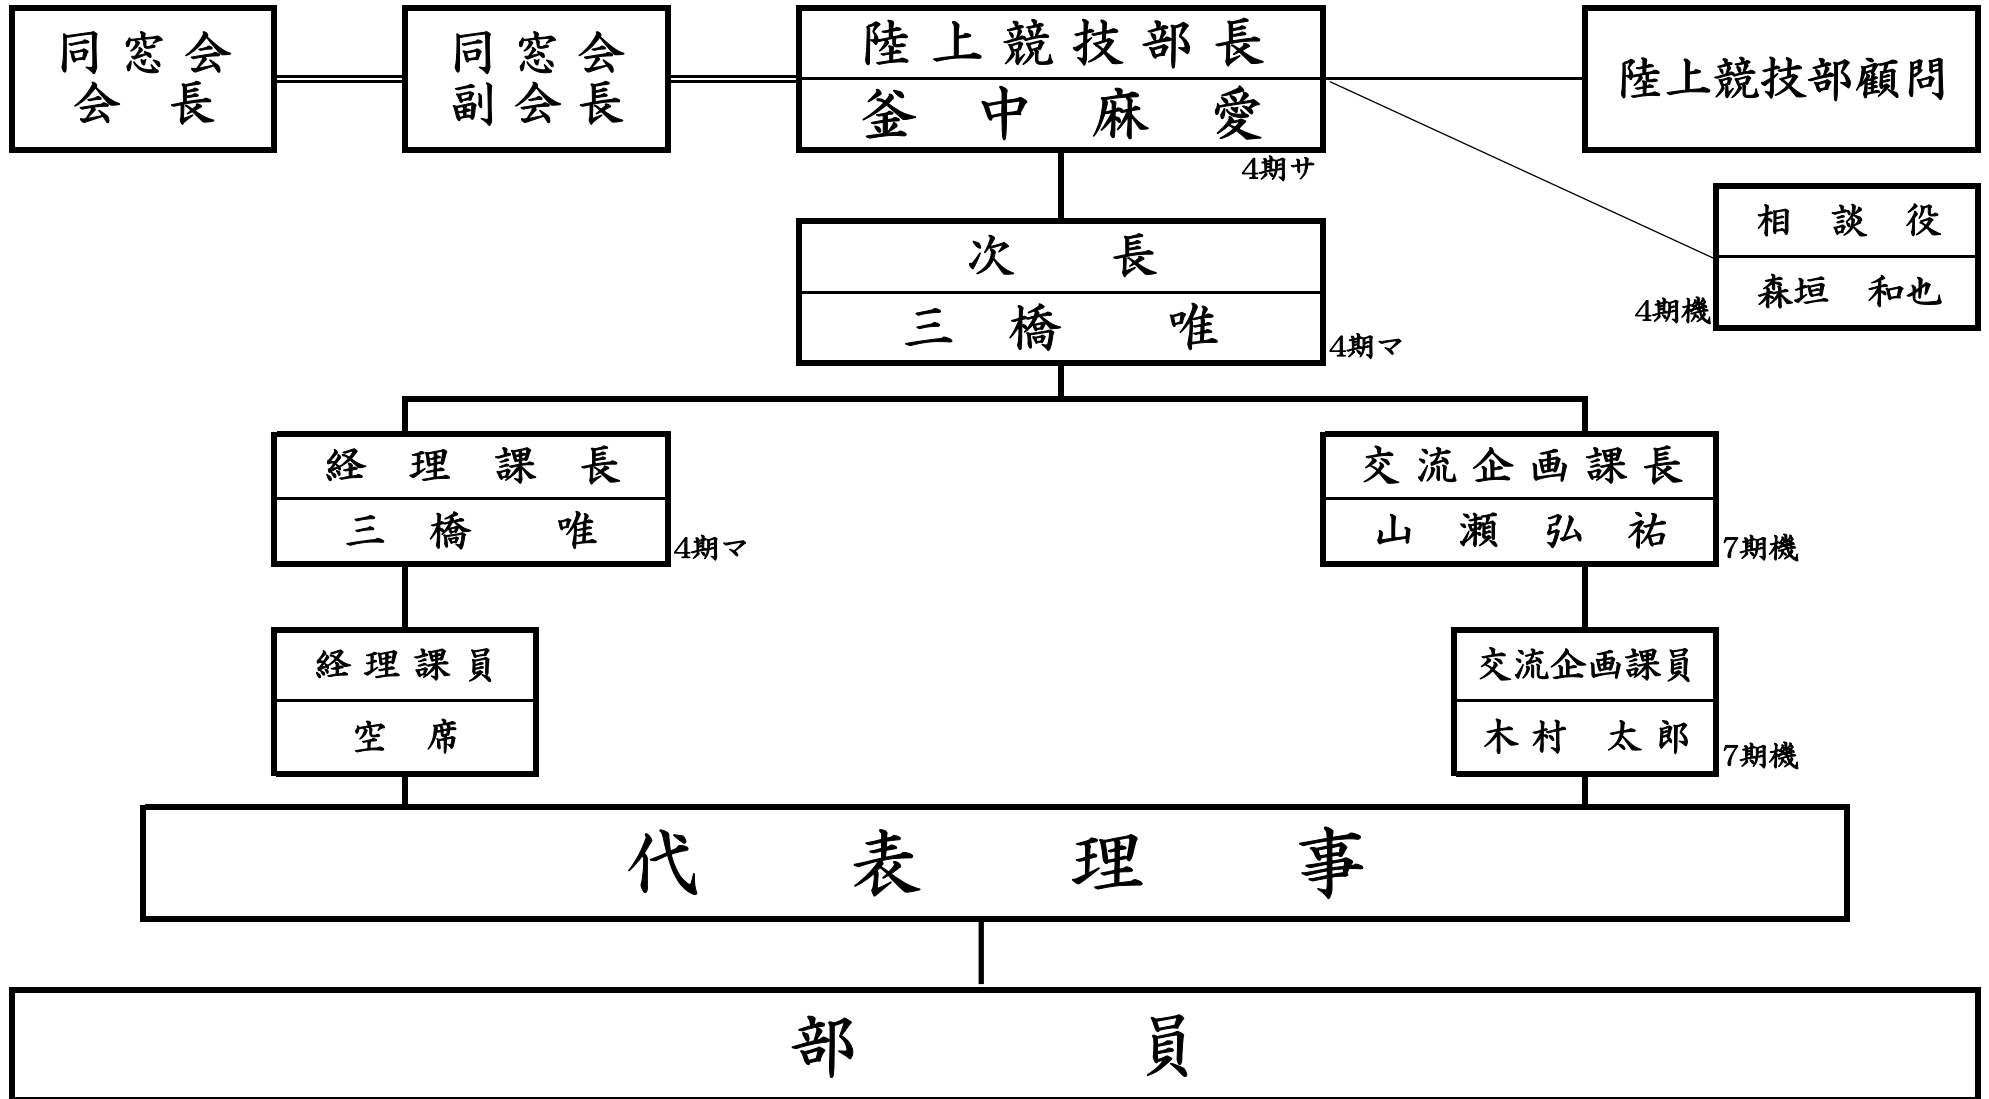 同窓会
会長
同窓会
副会長
陸上競技部長
釜中麻愛
4期サ
陸上競技部顧問
相談役
森垣 和也
4期機
次長
三橋 唯
4期マ
経理課長
三橋 唯
4期マ
交流企画課長
山瀬弘祐
7期機
経理課員
空席
交流企画課員
木村 太郎
7期機
代表理事
部員